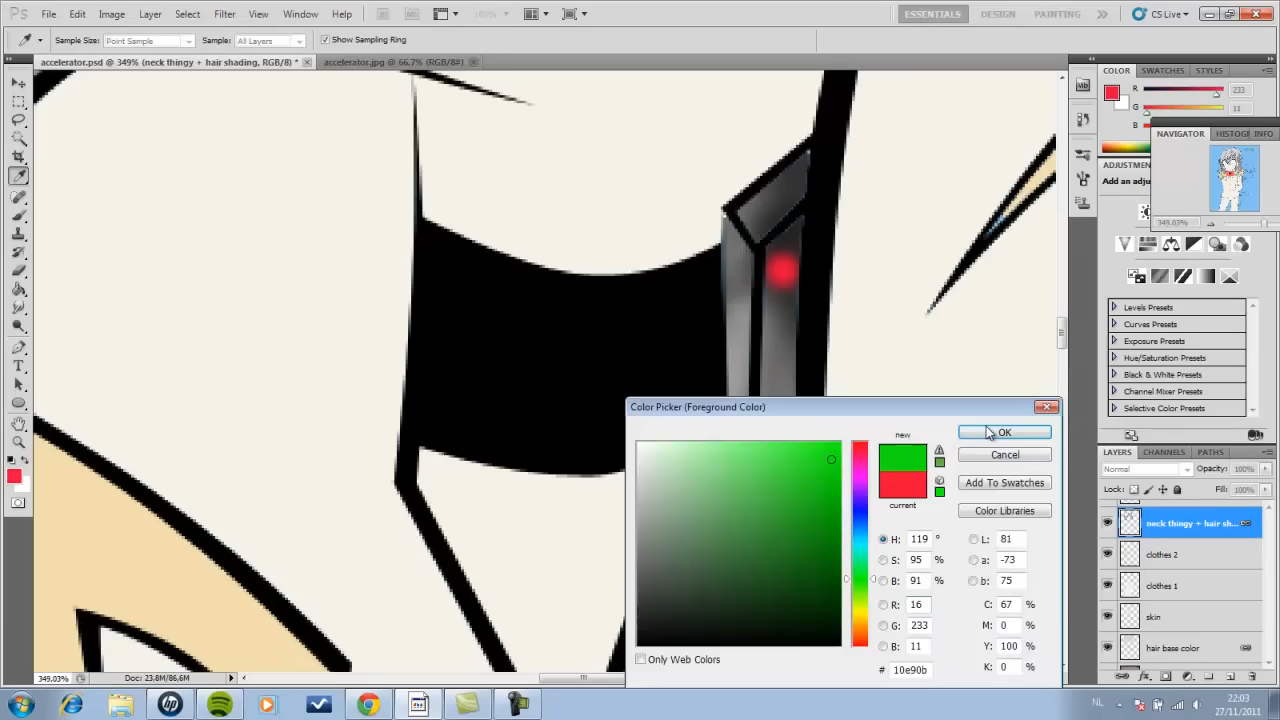 Ps File Edit Image Layer Select Filter View Window Help 100% ESSENTIALS DESIGN PAINTING CS Live
Sample Size: Point Sample Sample: All Layers Show Sampling Ring
accelerator.psd @ 349% (neck thingy + hair shading, RGB/8) * accelerator.jpg @ 66.7% (RGB/8#)
COLOR SWATCHES STYLES
R 233
G 11
B
NAVIGATOR HISTOGR INFO
349.03%
ADJUSTMEN
Add an adju
Levels Presets
Curves Presets
Exposure Presets
Hue/Saturation Presets
Black & White Presets
Channel Mixer Presets
Selective Color Presets
LAYERS CHANNELS PATHS
Normal Opacity: 100%
Lock: Fill: 100%
neck thingy + hair sh...
clothes 2
clothes 1
skin
hair base color
Color Picker (Foreground Color)
new
current
OK
Cancel
Add To Swatches
Color Libraries
H: 119 ° L: 81
S: 95 % a: -73
B: 91 % b: 75
R: 16 C: 67 %
G: 233 M: 0 %
B: 11 Y: 100 %
# 10e90b K: 0 %
Only Web Colors
349.03% Doc: 23,8M/86,6M
NL 22:03
27/11/2011